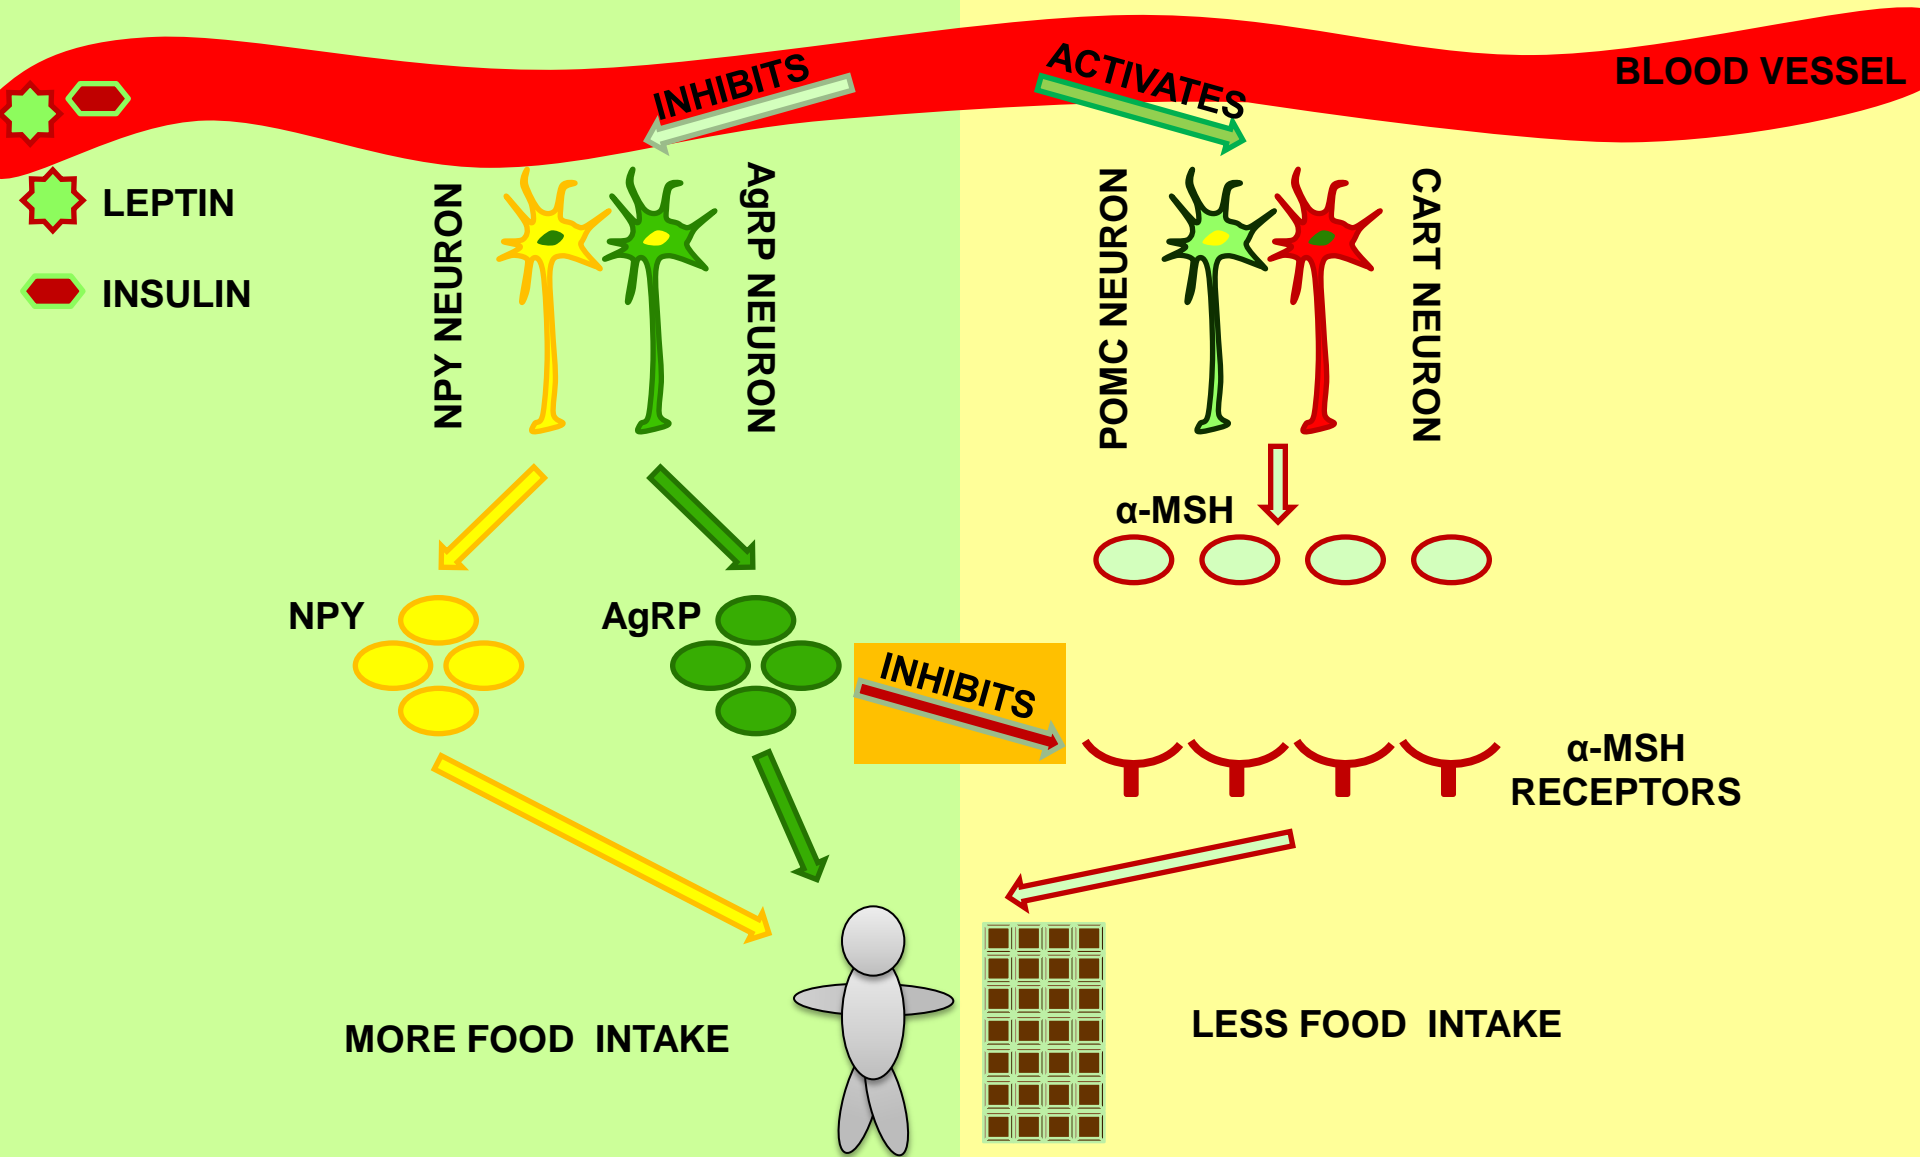 INHIBITS
ACTIVATES
BLOOD VESSEL
LEPTIN
INSULIN
NPY NEURON
AgRP NEURON
POMC NEURON
CART NEURON
α-MSH
NPY
AgRP
INHIBITS
α-MSH
RECEPTORS
MORE FOOD INTAKE
LESS FOOD INTAKE